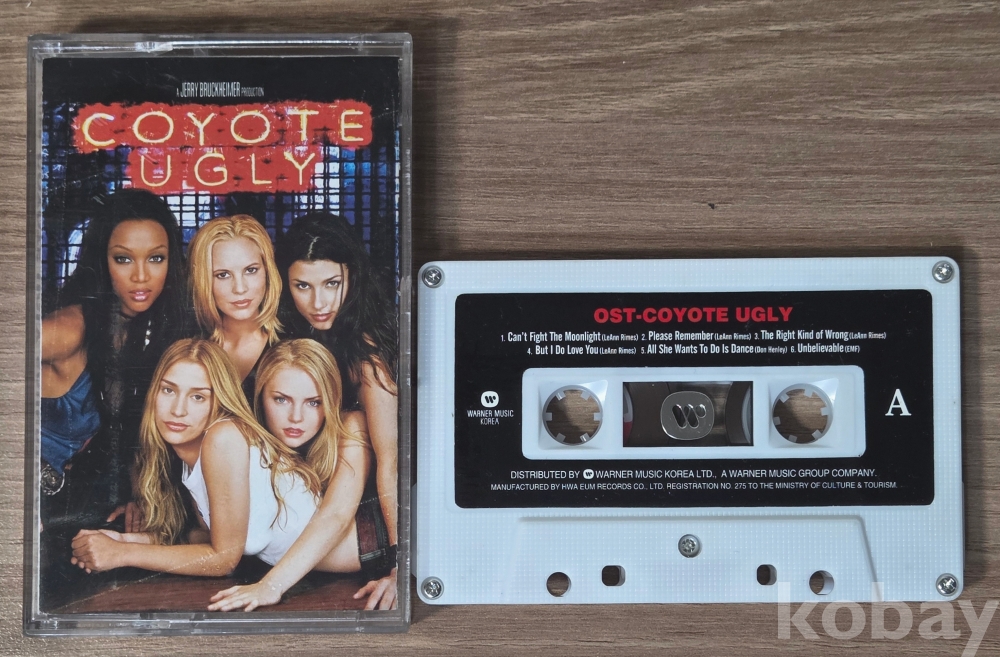 A JERRY BRUCKHEIMER PRODUCTION
COYOTE
UGLY
OST-COYOTE UGLY
1. Can't Fight The Moonlight (LeAnn Rimes) 2. Please Remember (LeAnn Rimes) 3. The Right Kind of Wrong (LeAnn Rimes)
4. But I Do Love You (LeAnn Rimes) 5. All She Wants To Do Is Dance (Don Henley) 6. Unbelievable (EMF)
WARNER MUSIC
KOREA
A
DISTRIBUTED BY WARNER MUSIC KOREA LTD., A WARNER MUSIC GROUP COMPANY.
MANUFACTURED BY HWA EUM RECORDS CO., LTD. REGISTRATION NO. 275 TO THE MINISTRY OF CULTURE & TOURISM.
kobay